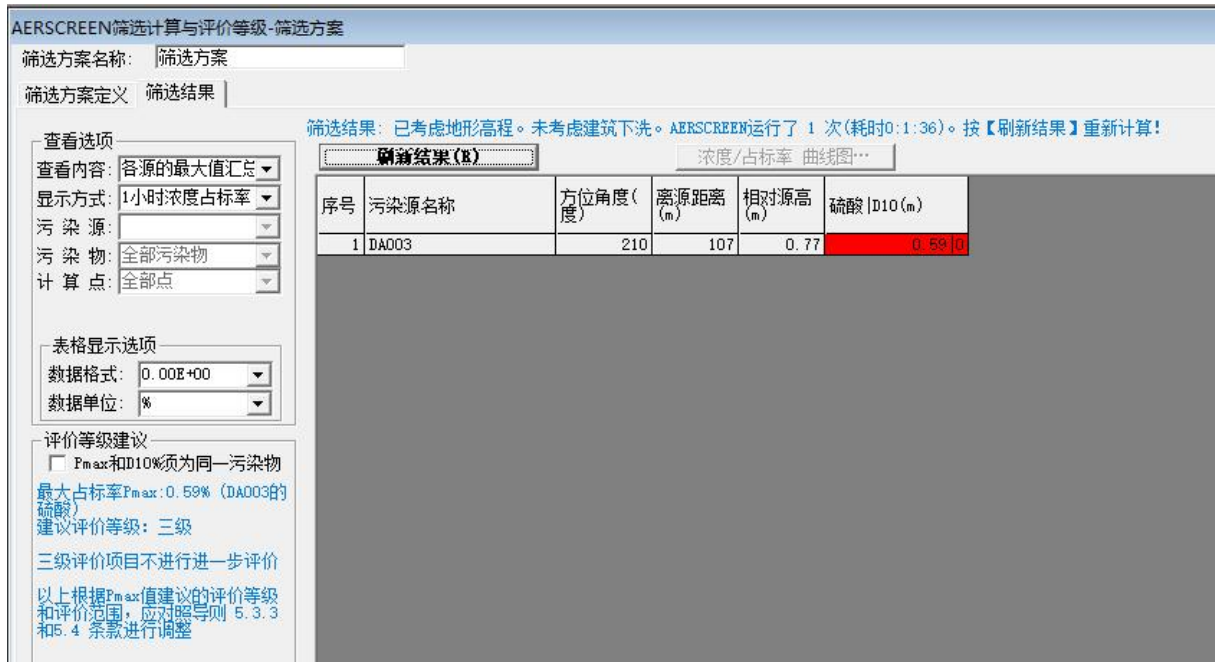 AERSCREEN筛选计算与评价等级-筛选方案
筛选方案名称: 筛选方案
筛选方案定义 筛选结果
筛选结果: 已考虑地形高程。未考虑建筑下洗。AERSCREEN运行了 1 次(耗时0:1:36)。按【刷新结果】重新计算!
查看选项
查看内容: 各源的最大值汇总
显示方式: 1小时浓度占标率
污 染 源:
污 染 物: 全部污染物
计 算 点: 全部点
刷新结果(R)
浓度/占标率 曲线图…
序号 污染源名称 方位角度(度) 离源距离(m) 相对源高(m) 硫酸|D10(m)
1 DA003 210 107 0.77 0.59|0
表格显示选项
数据格式: 0.00E+00
数据单位: %
评价等级建议
Pmax和D10%须为同一污染物
最大占标率Pmax:0.59% (DA003的
硫酸)
建议评价等级: 三级
三级评价项目不进行进一步评价
以上根据Pmax值建议的评价等级
和评价范围,应对照导则 5.3.3
和5.4 条款进行调整